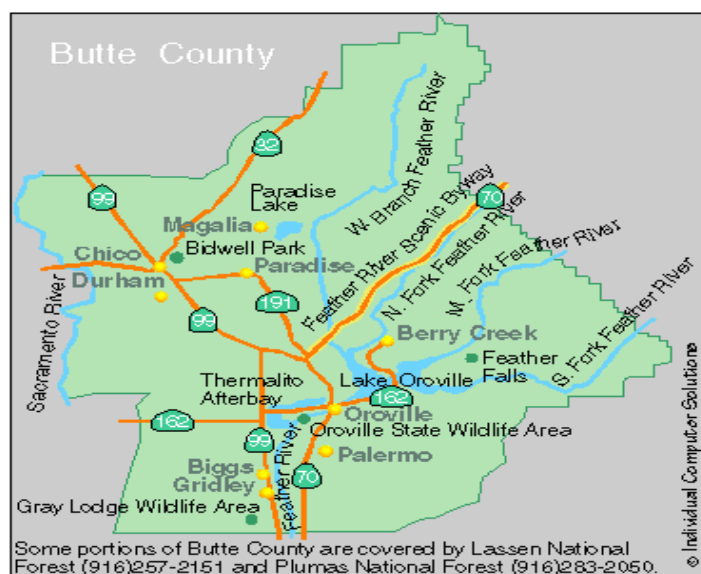 Butte County
32
99
70
Paradise
Lake
Magalia
W. Branch Feather River
Feather River Scenic Byway
N. Fork Feather River
M. Fork Feather River
S. Fork Feather River
Chico
Bidwell Park
Durham
Paradise
191
Sacramento River
99
Berry Creek
Feather
Falls
Thermalito
Afterbay
Lake Oroville
162
162
Oroville
Oroville State Wildlife Area
99
Feather River
70
Palermo
Biggs
Gridley
Gray Lodge Wildlife Area
Some portions of Butte County are covered by Lassen National
Forest (916)257-2151 and Plumas National Forest (916)283-2050.
© Individual Computer Solutions